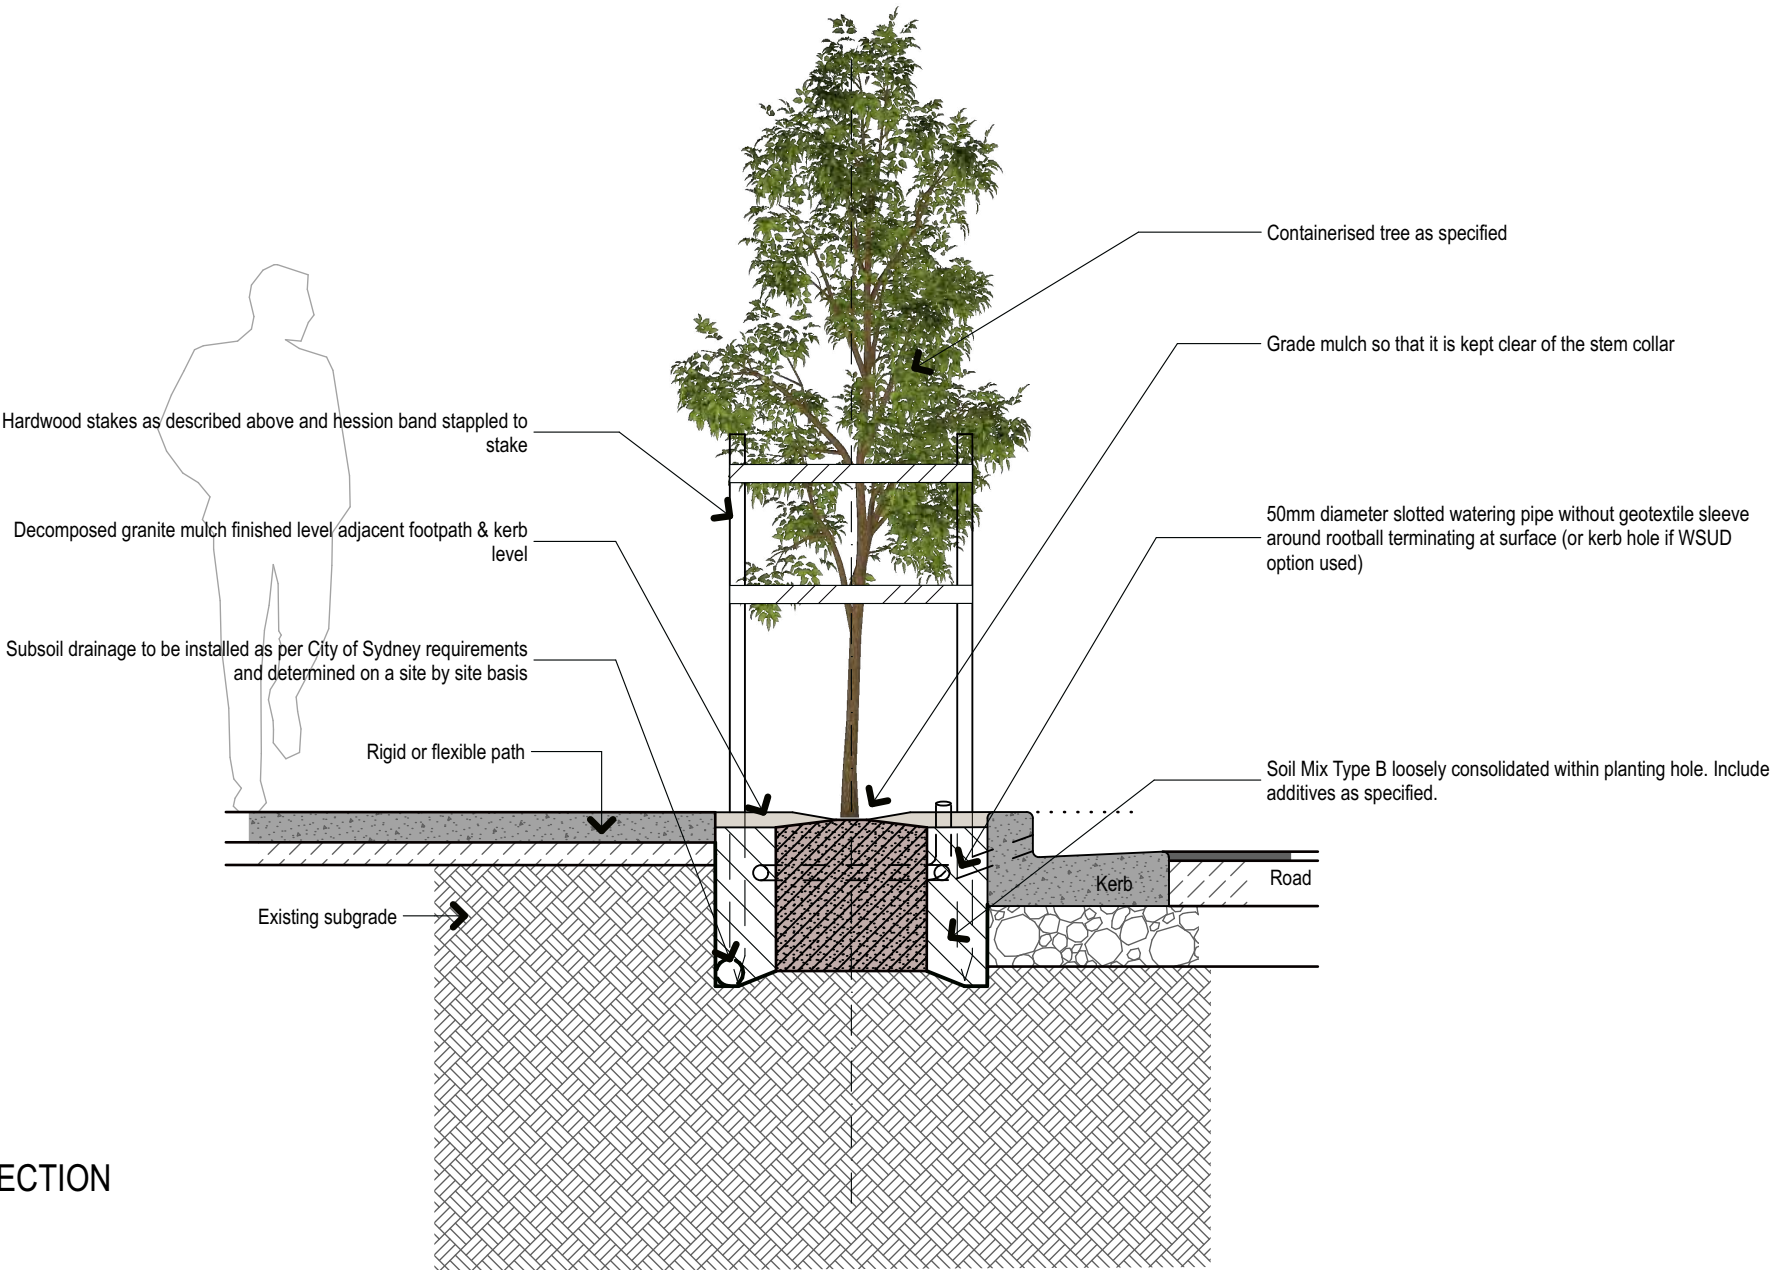 Containerised tree as specified
Grade mulch so that it is kept clear of the stem collar
Hardwood stakes as described above and hession band stappled to
stake
50mm diameter slotted watering pipe without geotextile sleeve
around rootball terminating at surface (or kerb hole if WSUD
option used)
Decomposed granite mulch finished level adjacent footpath & kerb
level
Subsoil drainage to be installed as per City of Sydney requirements
and determined on a site by site basis
Rigid or flexible path
Soil Mix Type B loosely consolidated within planting hole. Include
additives as specified.
Kerb
Road
Existing subgrade
ECTION